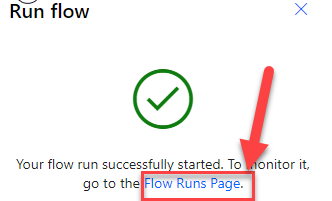 Run flow
Your flow run successfully started. To monitor it,
go to the Flow Runs Page.